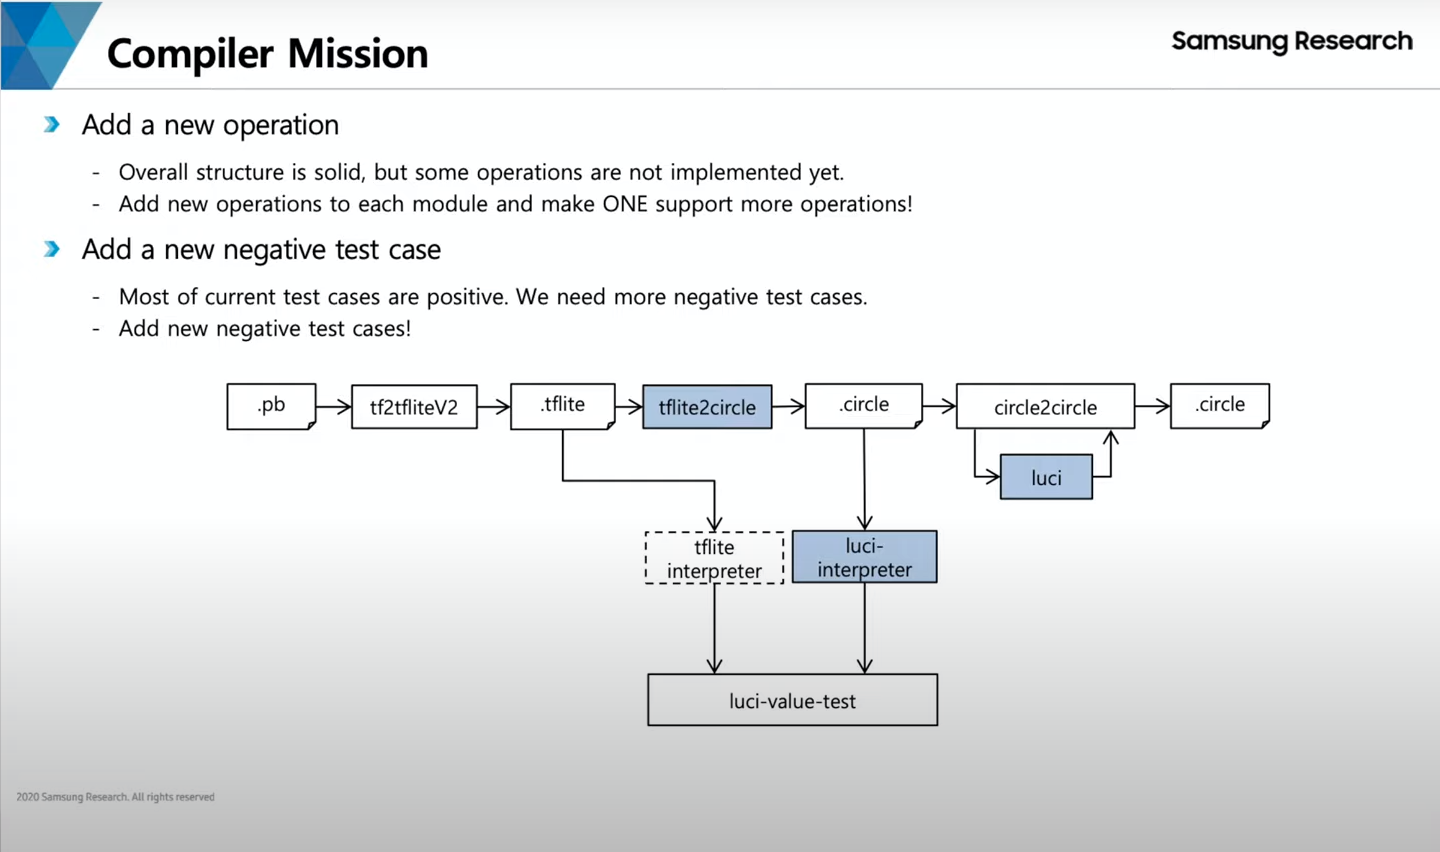 Compiler Mission
Samsung Research
Add a new operation
- Overall structure is solid, but some operations are not implemented yet.
- Add new operations to each module and make ONE support more operations!
Add a new negative test case
- Most of current test cases are positive. We need more negative test cases.
- Add new negative test cases!
.pb
tf2tfliteV2
.tflite
tflite2circle
.circle
circle2circle
.circle
luci
tflite
interpreter
luci-
interpreter
luci-value-test
2020 Samsung Research. All rights reserved